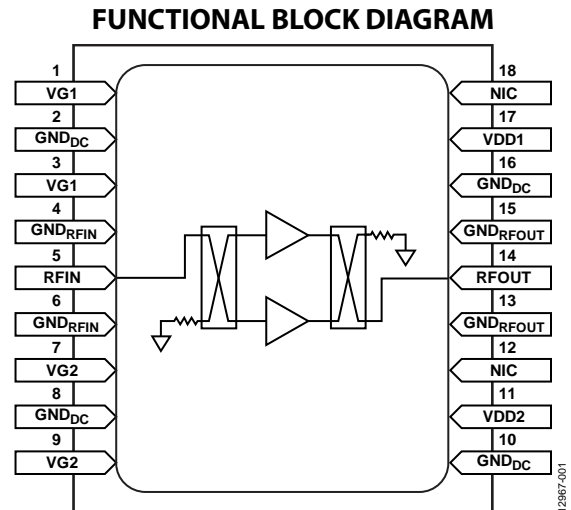 FUNCTIONAL BLOCK DIAGRAM
1
VG1
2
GNDDC
3
VG1
4
GNDRFIN
5
RFIN
6
GNDRFIN
7
VG2
8
GNDDC
9
VG2
18
NIC
17
VDD1
16
GNDDC
15
GNDRFOUT
14
RFOUT
13
GNDRFOUT
12
NIC
11
VDD2
10
GNDDC
12967-001